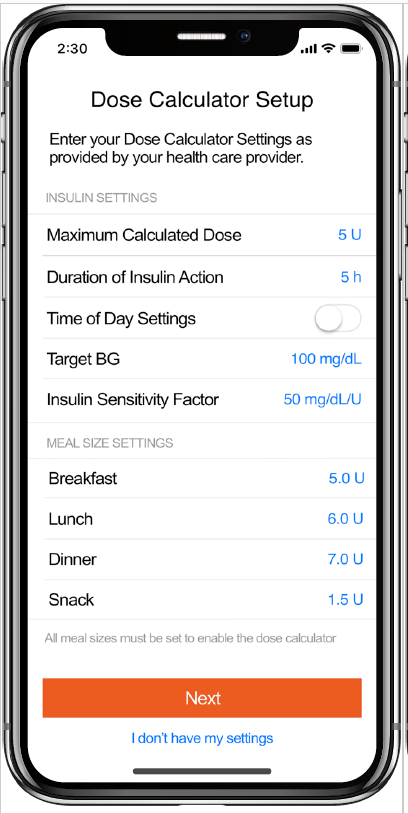 2:30
Dose Calculator Setup
Enter your Dose Calculator Settings as
provided by your health care provider.
INSULIN SETTINGS
Maximum Calculated Dose 5 U
Duration of Insulin Action 5 h
Time of Day Settings
Target BG 100 mg/dL
Insulin Sensitivity Factor 50 mg/dL/U
MEAL SIZE SETTINGS
Breakfast 5.0 U
Lunch 6.0 U
Dinner 7.0 U
Snack 1.5 U
All meal sizes must be set to enable the dose calculator
Next
I don't have my settings